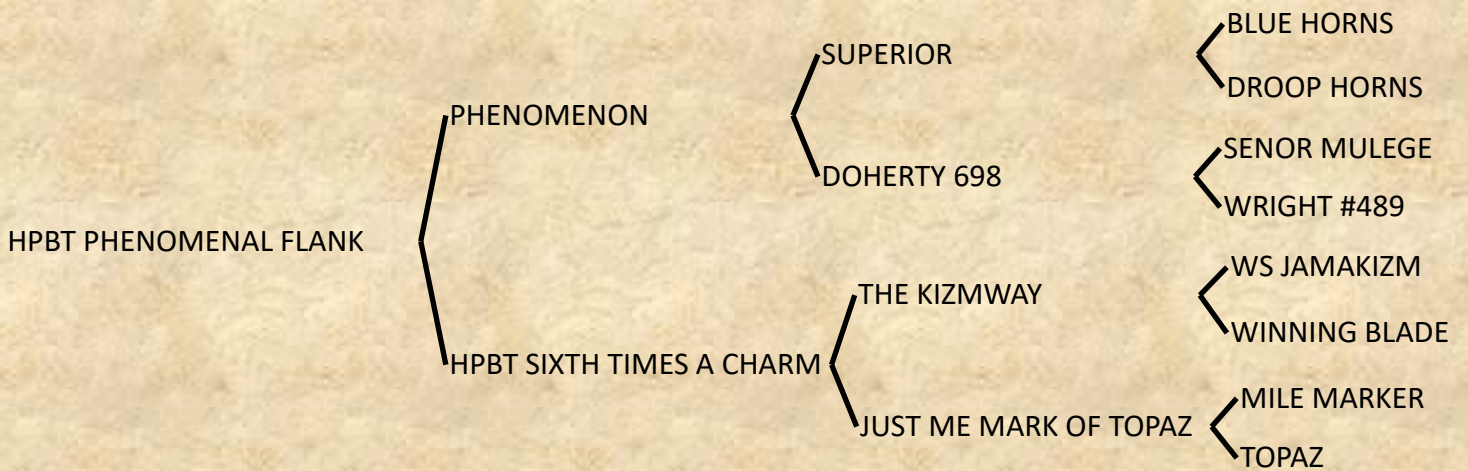 BLUE HORNS
SUPERIOR
DROOP HORNS
PHENOMENON
SENOR MULEGE
DOHERTY 698
WRIGHT #489
HPBT PHENOMENAL FLANK
WS JAMAKIZM
THE KIZMWAY
WINNING BLADE
HPBT SIXTH TIMES A CHARM
MILE MARKER
JUST ME MARK OF TOPAZ
TOPAZ